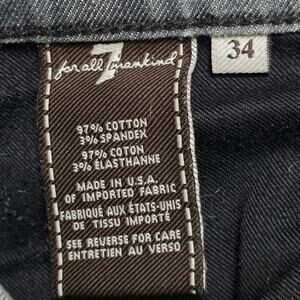 7
for all mankind
34
97% COTTON
3% SPANDEX
97% COTON
3% ÉLASTHANNE
MADE IN U.S.A.
OF IMPORTED FABRIC
FABRIQUÉ AUX ÉTATS-UNIS
DE TISSU IMPORTÉ
SEE REVERSE FOR CARE
ENTRETIEN AU VERSO